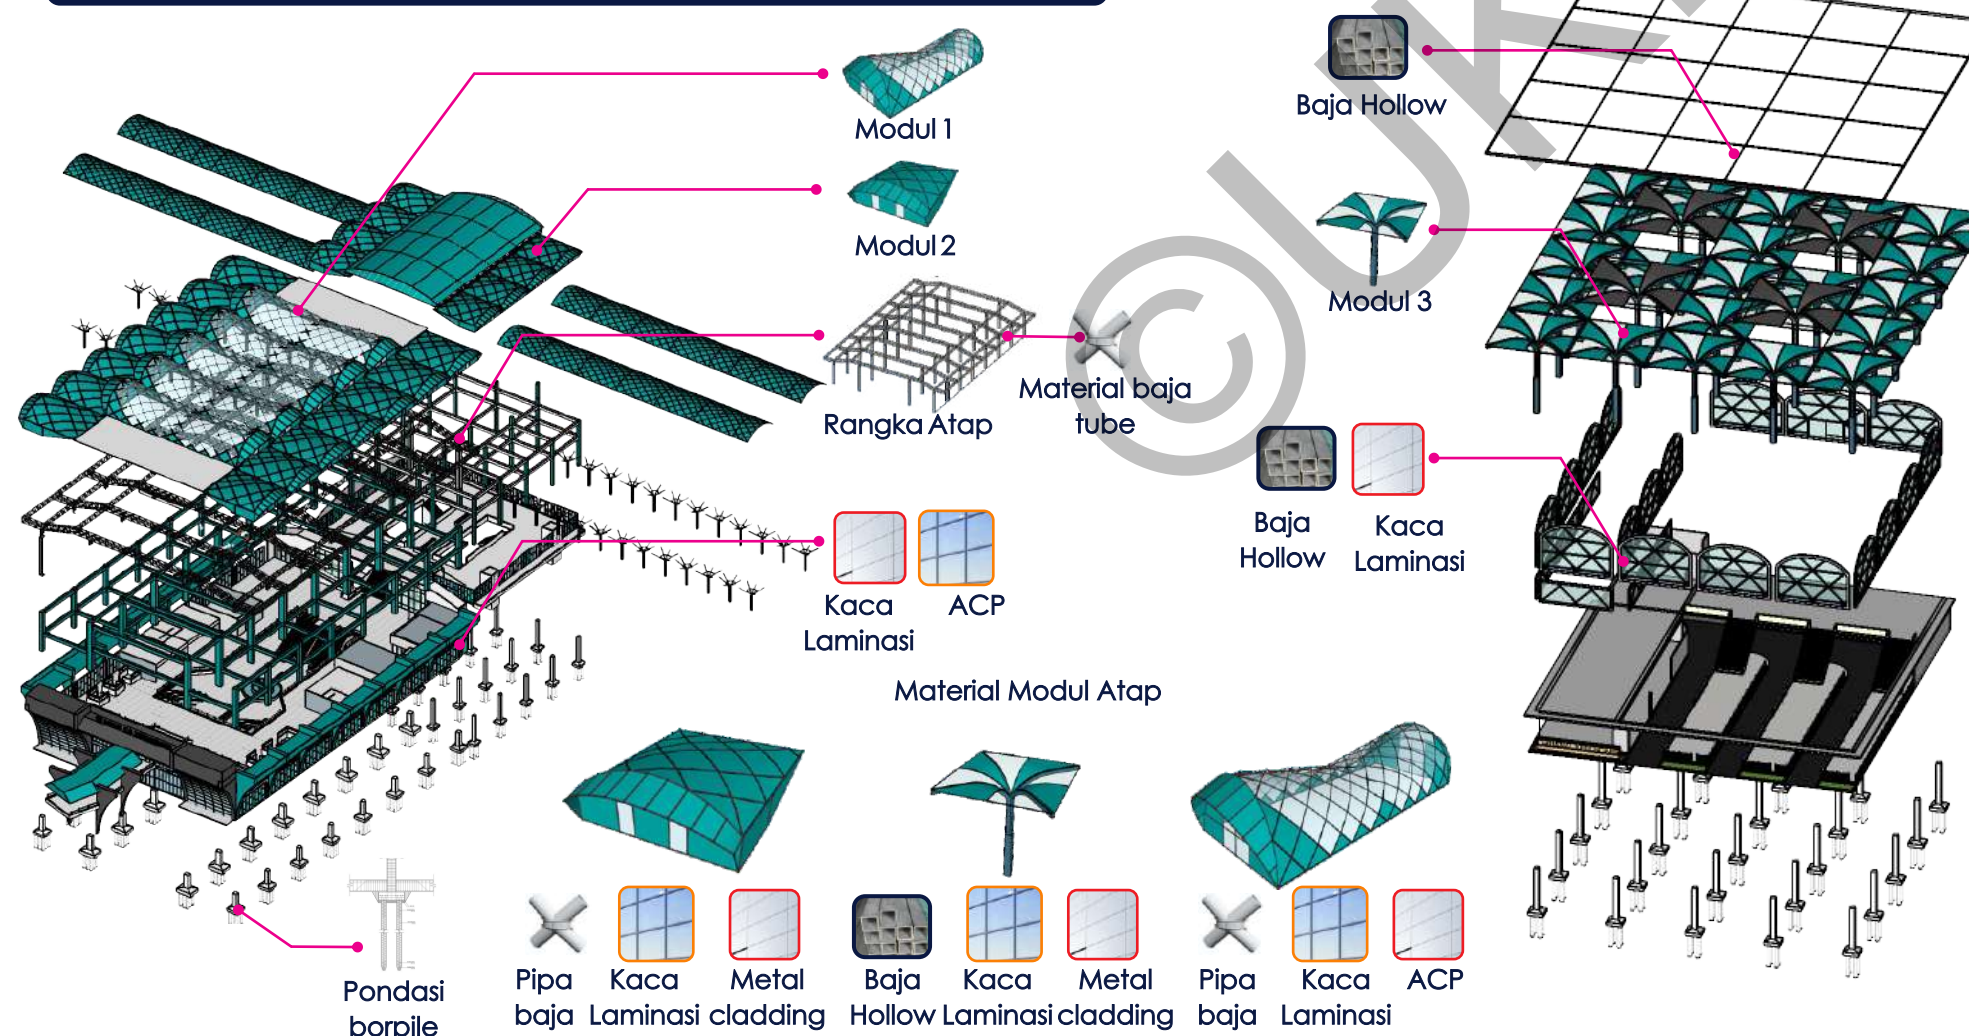 Modul 1
Modul 2
Rangka Atap
Material baja
tube
Kaca
Laminasi
ACP
Baja Hollow
Modul 3
Baja
Hollow
Kaca
Laminasi
Material Modul Atap
Pondasi
borpile
Pipa
baja
Kaca
Laminasi
Metal
cladding
Baja
Hollow
Kaca
Laminasi
Metal
cladding
Pipa
baja
Kaca
Laminasi
ACP
©UK